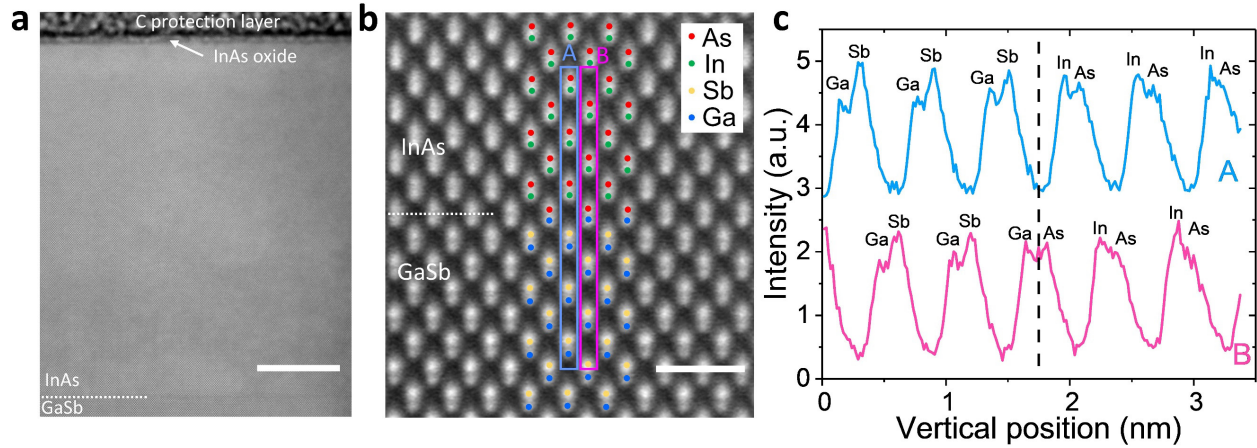 a
C protection layer
InAs oxide
InAs
GaSb
b
A
B
As
In
Sb
Ga
InAs
GaSb
c
Intensity (a.u.)
5
4
3
2
1
0
Ga Sb Ga Sb Ga Sb In As In As In As
A
Ga Sb Ga Sb Ga As In As In As
B
0 1 2 3
Vertical position (nm)